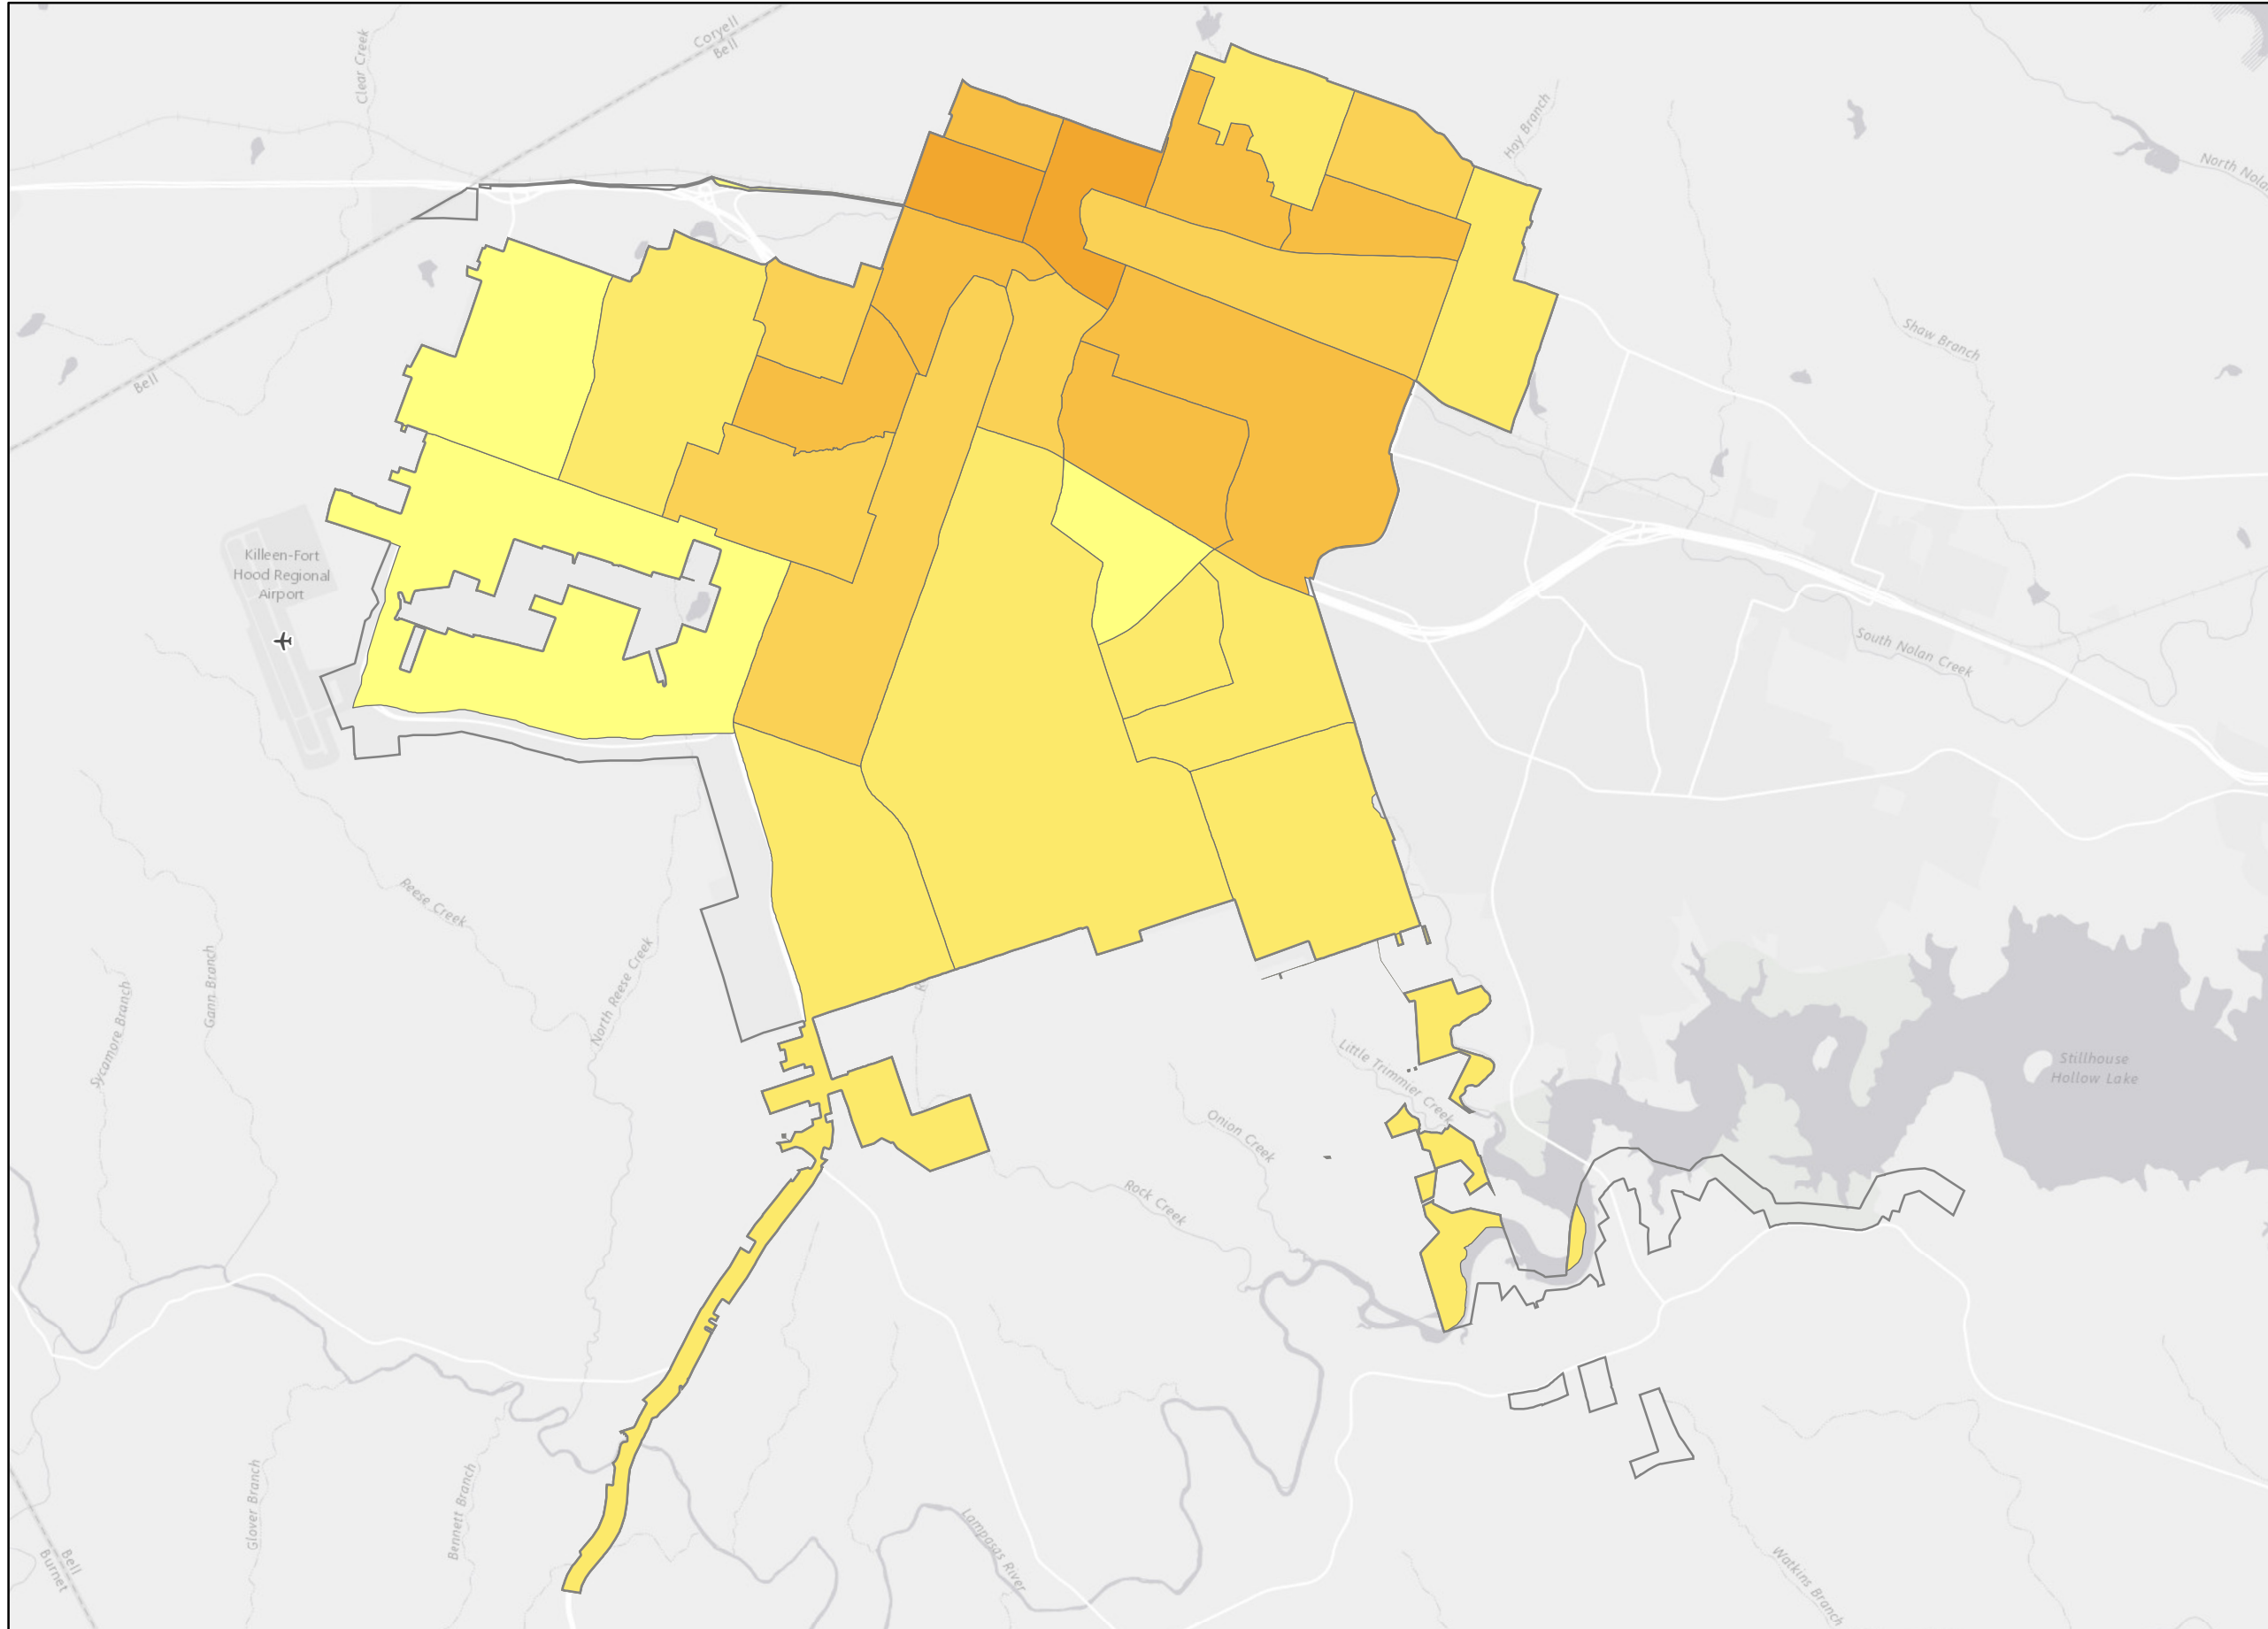 Coryell
Bell
Clear Creek
Hay Branch
North Nola
Shaw Branch
Bell
Killeen-Fort
Hood Regional
Airport
South Nolan Creek
Reese Creek
Gann Branch
Sycamore Branch
North Reese Creek
Little Trimmier Creek
Stillhouse
Hollow Lake
Onion Creek
Rock Creek
Glover Branch
Bennett Branch
Lampasas River
Watkins Branch
Bell
Burnet